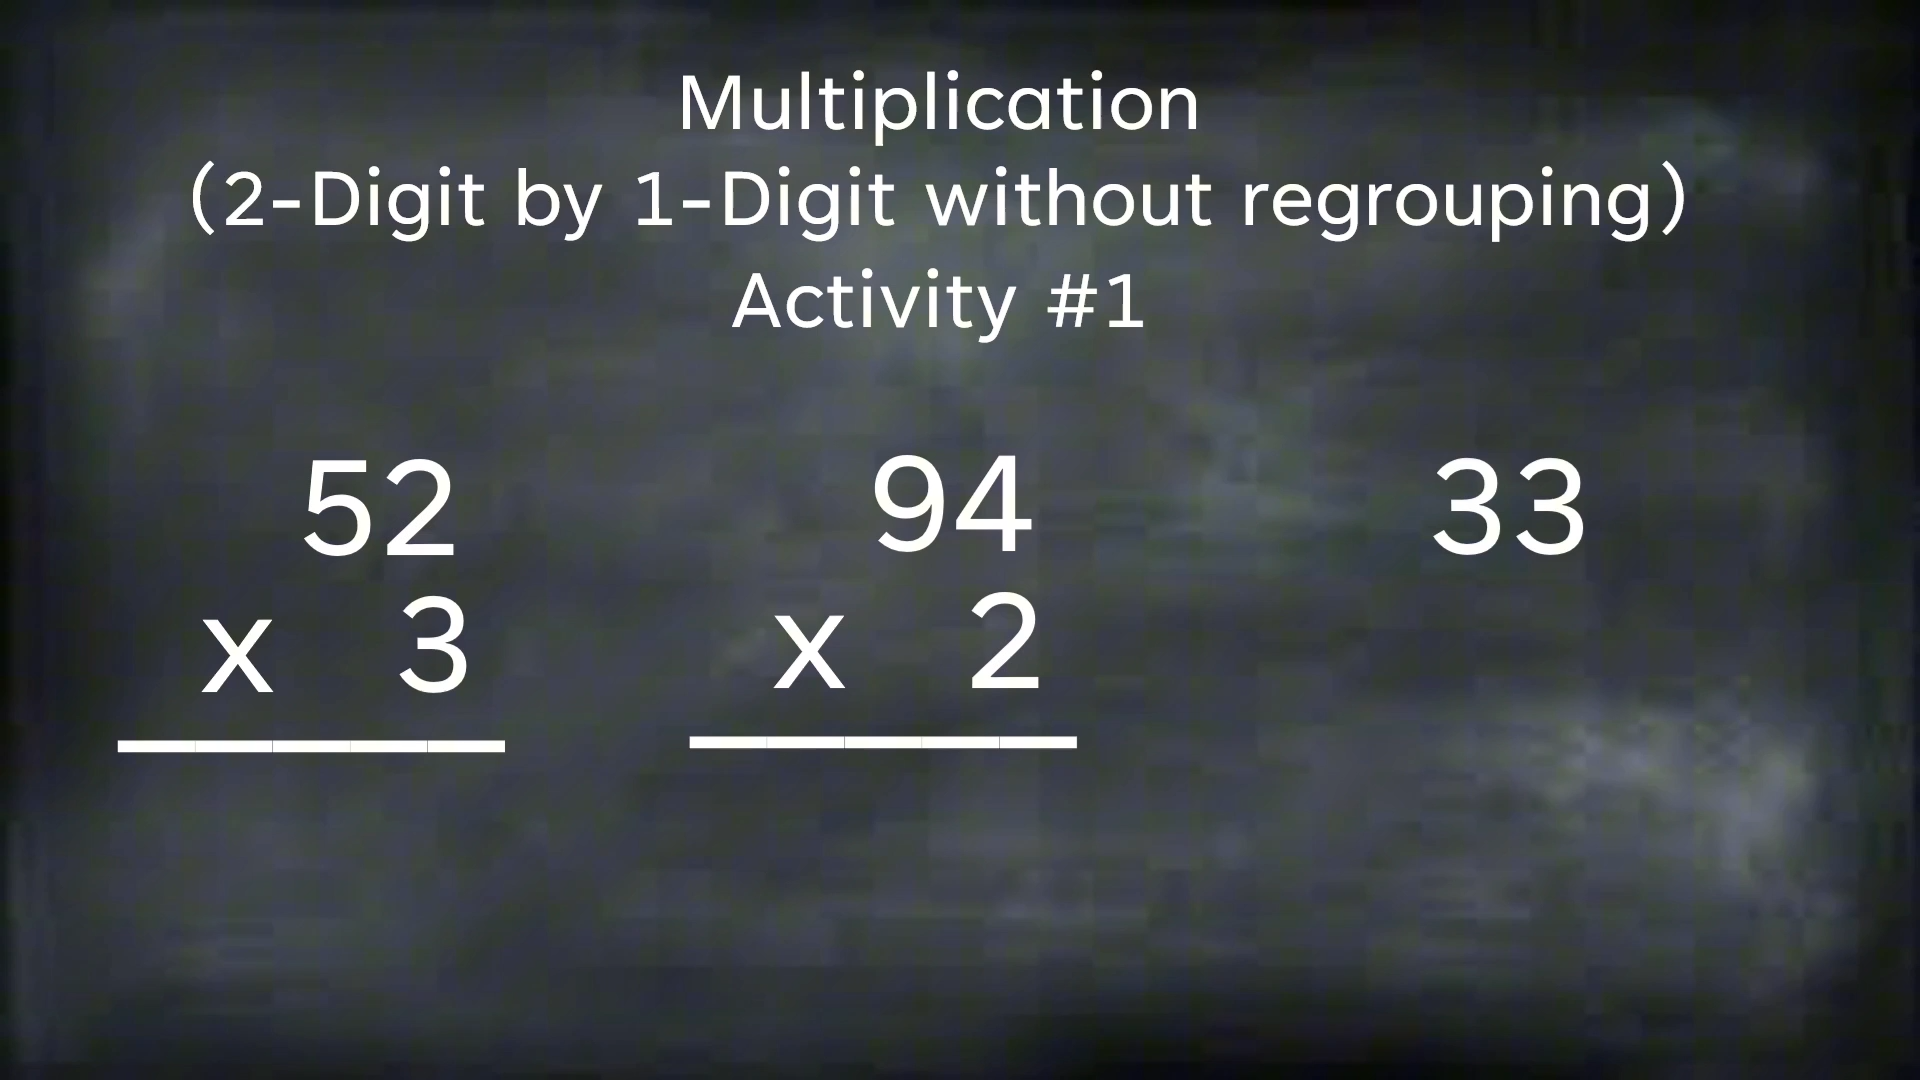 Multiplication
(2-Digit by 1-Digit without regrouping)
Activity #1
52 94 33
x 3 x 2